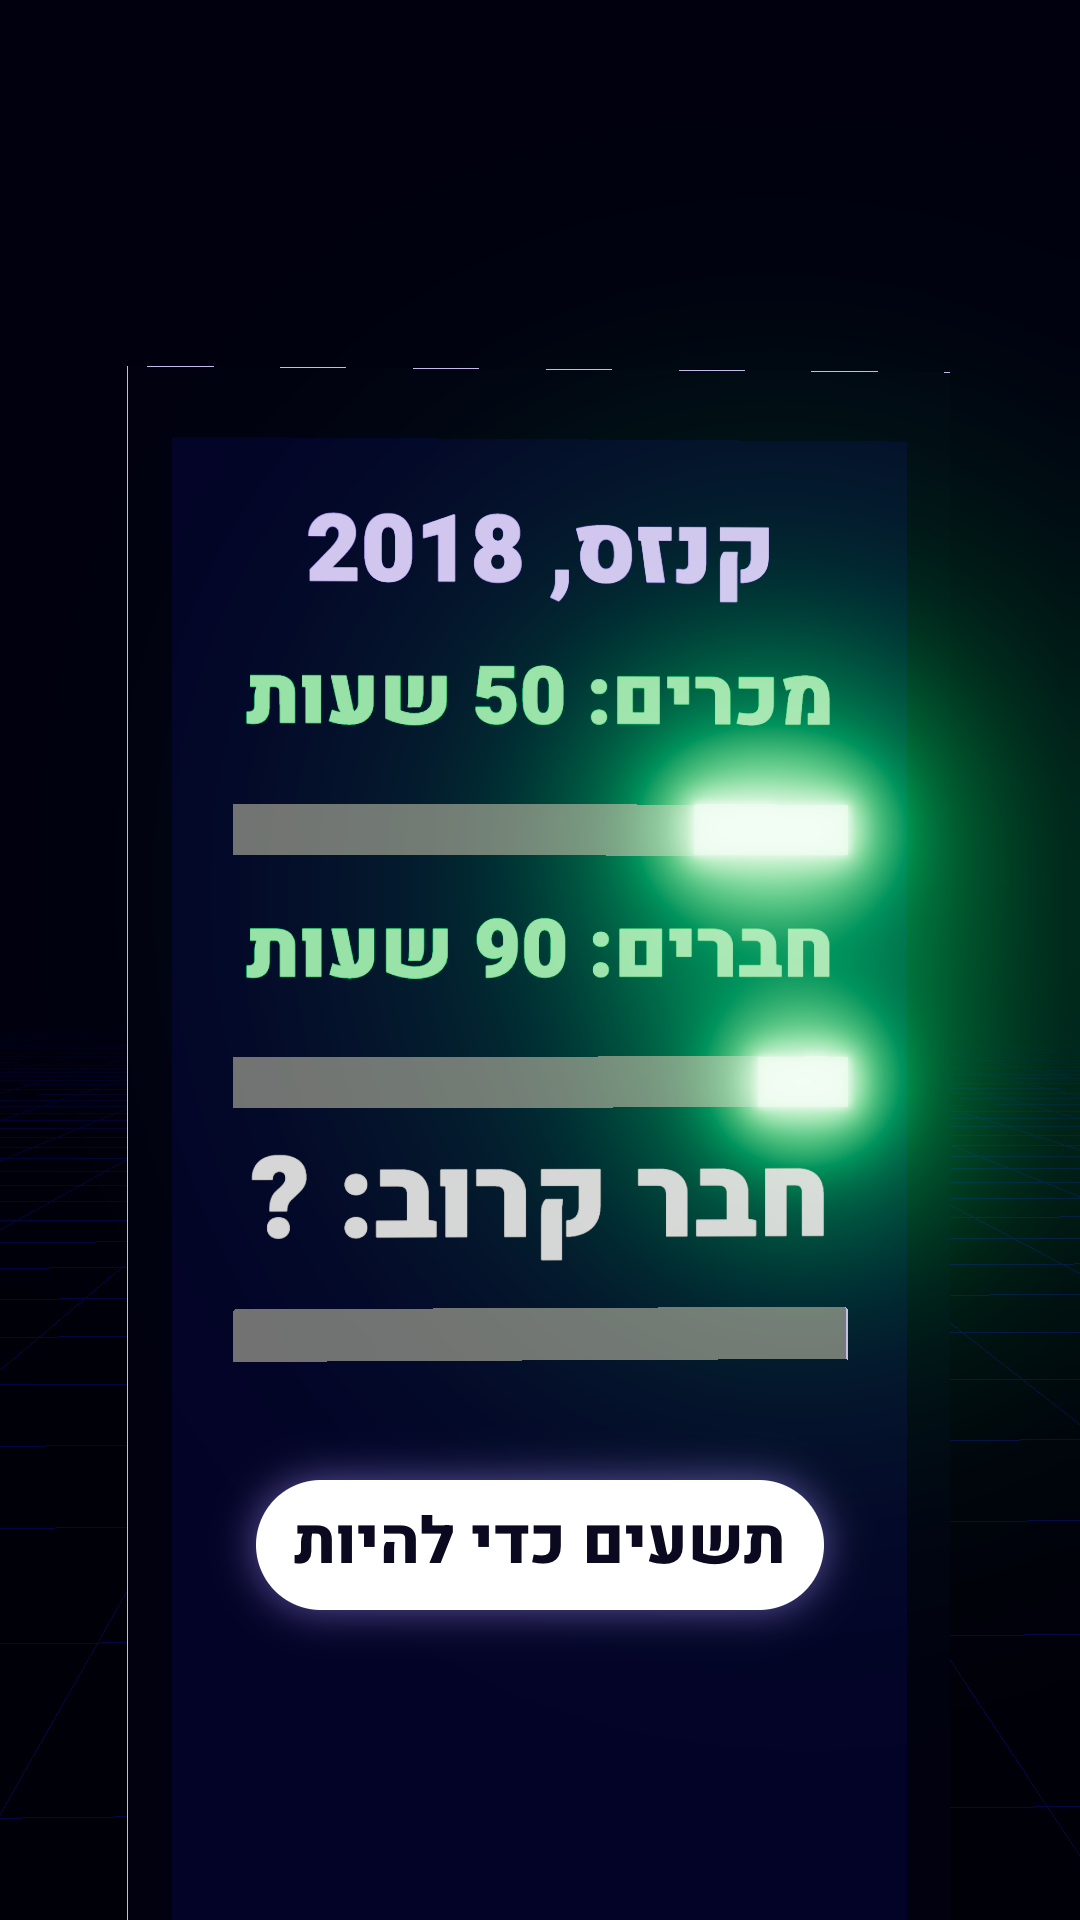 קנזס, 2018
מכרים: 50 שעות
חברים: 90 שעות
חבר קרוב: ?
תשעים כדי להיות